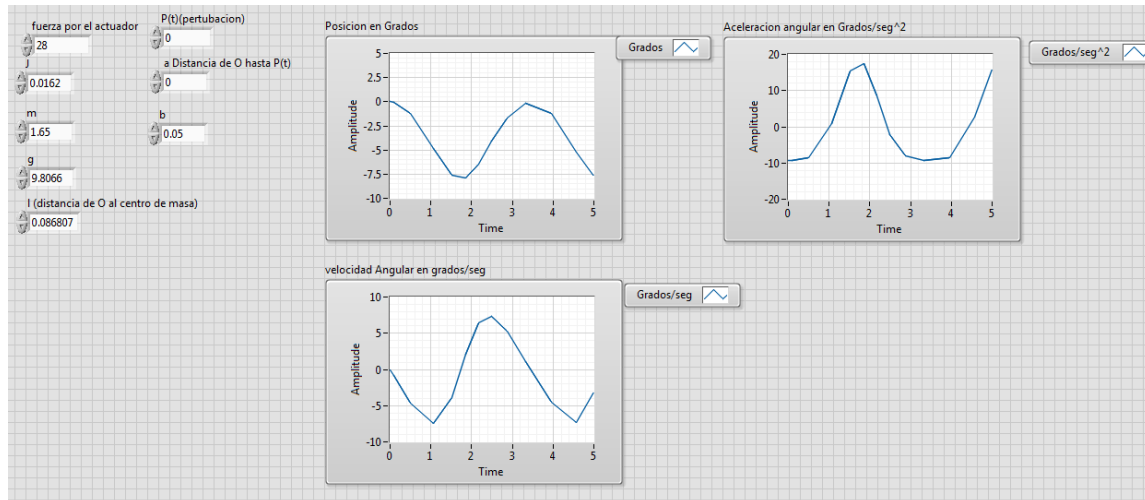 fuerza por el actuador
28
P(t)(pertubacion)
0
J
0.0162
a Distancia de O hasta P(t)
0
m
1.65
b
0.05
g
9.8066
l (distancia de O al centro de masa)
0.086807
Posicion en Grados
Grados
Amplitude
5
2.5
0
-2.5
-5
-7.5
-10
0 1 2 3 4 5
Time
Aceleracion angular en Grados/seg^2
Grados/seg^2
Amplitude
20
10
0
-10
-20
0 1 2 3 4 5
Time
velocidad Angular en grados/seg
Grados/seg
Amplitude
10
5
0
-5
-10
0 1 2 3 4 5
Time